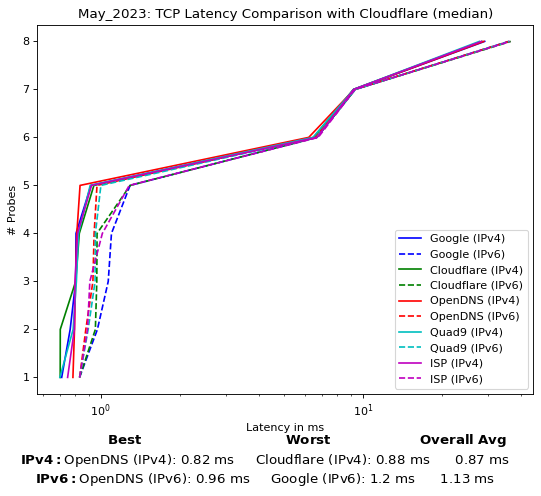 May_2023: TCP Latency Comparison with Cloudflare (median)
8
7
6
5
4
3
2
1
# Probes
Google (IPv4)
Google (IPv6)
Cloudflare (IPv4)
Cloudflare (IPv6)
OpenDNS (IPv4)
OpenDNS (IPv6)
Quad9 (IPv4)
Quad9 (IPv6)
ISP (IPv4)
ISP (IPv6)
10⁰ 10¹
Latency in ms
Best Worst Overall Avg
IPv4: OpenDNS (IPv4): 0.82 ms Cloudflare (IPv4): 0.88 ms 0.87 ms
IPv6: OpenDNS (IPv6): 0.96 ms Google (IPv6): 1.2 ms 1.13 ms